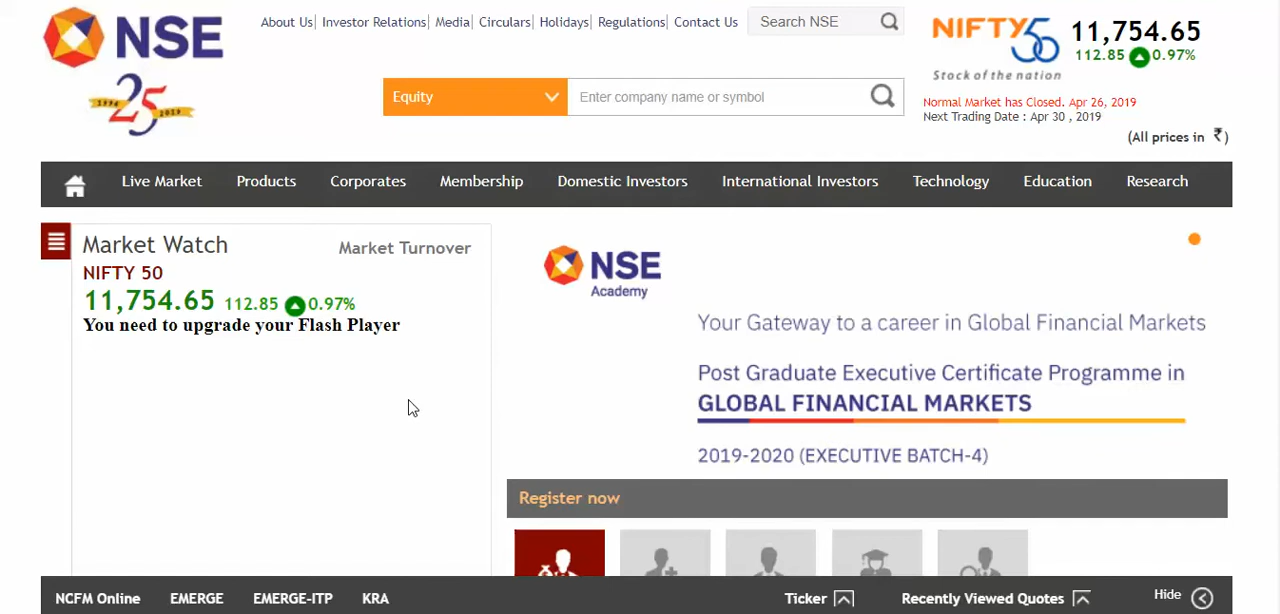 NSE
1994 25 2019
About Us| Investor Relations| Media| Circulars| Holidays| Regulations| Contact Us
Search NSE
Equity
Enter company name or symbol
NIFTY 50
Stock of the nation
11,754.65
112.85 0.97%
Normal Market has Closed. Apr 26, 2019
Next Trading Date : Apr 30 , 2019
(All prices in ₹)
Live Market Products Corporates Membership Domestic Investors International Investors Technology Education Research
Market Watch
Market Turnover
NIFTY 50
11,754.65 112.85 0.97%
You need to upgrade your Flash Player
NSE
Academy
Your Gateway to a career in Global Financial Markets
Post Graduate Executive Certificate Programme in
GLOBAL FINANCIAL MARKETS
2019-2020 (EXECUTIVE BATCH-4)
Register now
NCFM Online EMERGE EMERGE-ITP KRA
Ticker
Recently Viewed Quotes
Hide